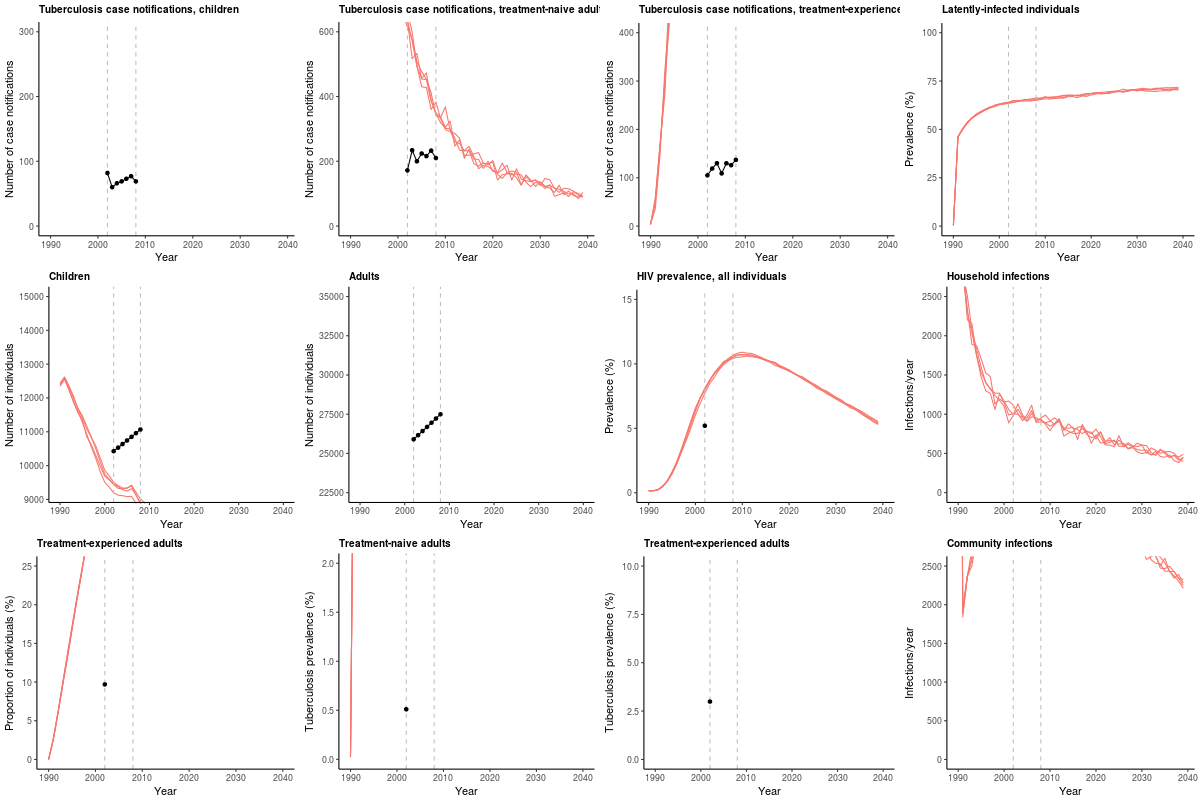 Tuberculosis case notifications, children
Number of case notifications
300
200
100
0
1990 2000 2010 2020 2030 2040
Year
Tuberculosis case notifications, treatment-naive adul
Number of case notifications
600
400
200
0
1990 2000 2010 2020 2030 2040
Year
Tuberculosis case notifications, treatment-experience
Number of case notifications
400
300
200
100
0
1990 2000 2010 2020 2030 2040
Year
Latently-infected individuals
Prevalence (%)
100
75
50
25
0
1990 2000 2010 2020 2030 2040
Year
Children
Number of individuals
15000
14000
13000
12000
11000
10000
9000
1990 2000 2010 2020 2030 2040
Year
Adults
Number of individuals
35000
32500
30000
27500
25000
22500
1990 2000 2010 2020 2030 2040
Year
HIV prevalence, all individuals
Prevalence (%)
15
10
5
0
1990 2000 2010 2020 2030 2040
Year
Household infections
Infections/year
2500
2000
1500
1000
500
0
1990 2000 2010 2020 2030 2040
Year
Treatment-experienced adults
Proportion of individuals (%)
25
20
15
10
5
0
1990 2000 2010 2020 2030 2040
Year
Treatment-naive adults
Tuberculosis prevalence (%)
2.0
1.5
1.0
0.5
0.0
1990 2000 2010 2020 2030 2040
Year
Treatment-experienced adults
Tuberculosis prevalence (%)
10.0
7.5
5.0
2.5
0.0
1990 2000 2010 2020 2030 2040
Year
Community infections
Infections/year
2500
2000
1500
1000
500
0
1990 2000 2010 2020 2030 2040
Year